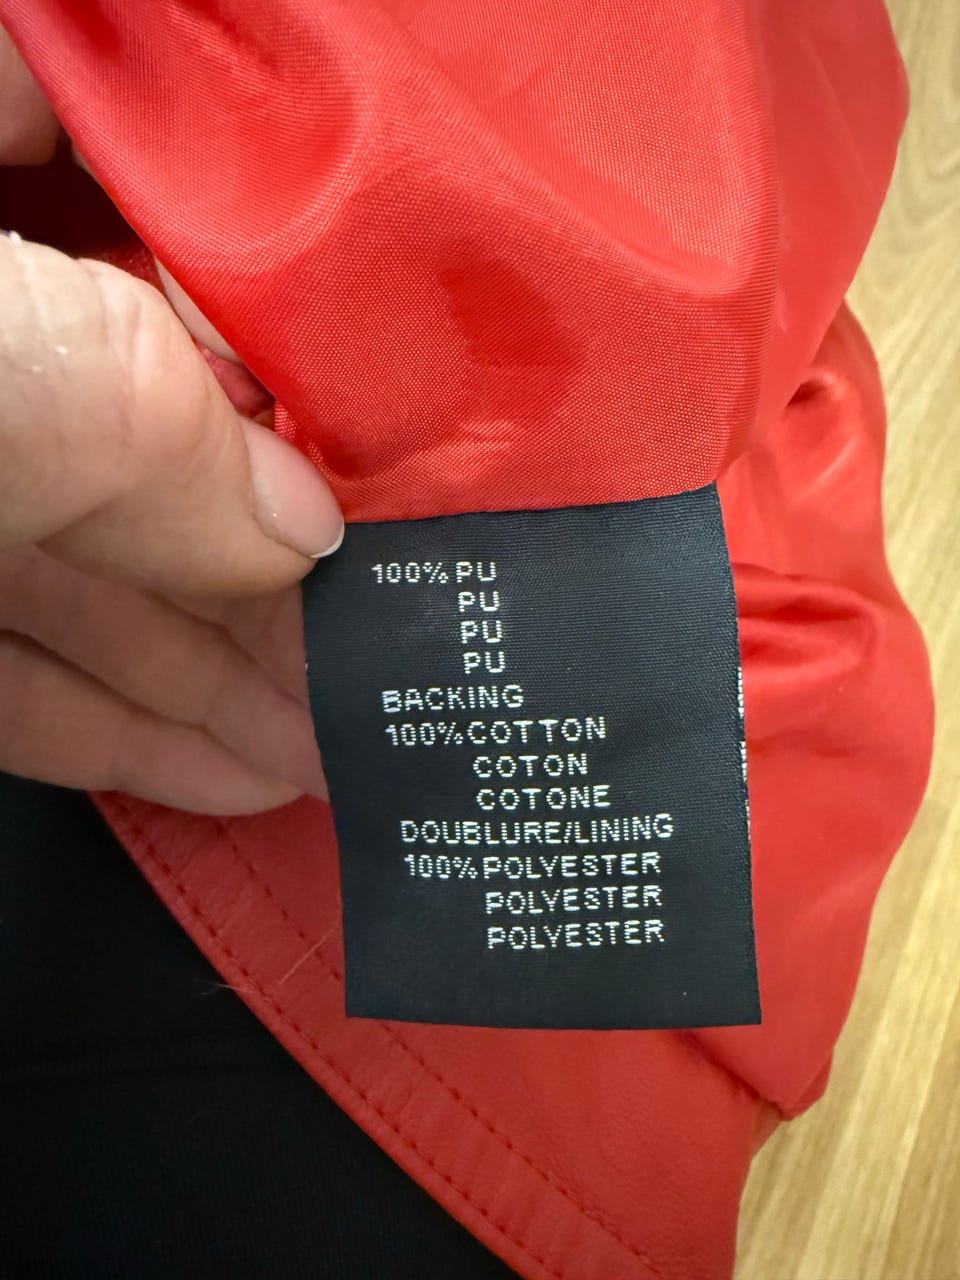 100% PU
PU
PU
PU
BACKING
100% COTTON
COTON
COTONE
DOUBLURE/LINING
100% POLYESTER
POLYESTER
POLYESTER